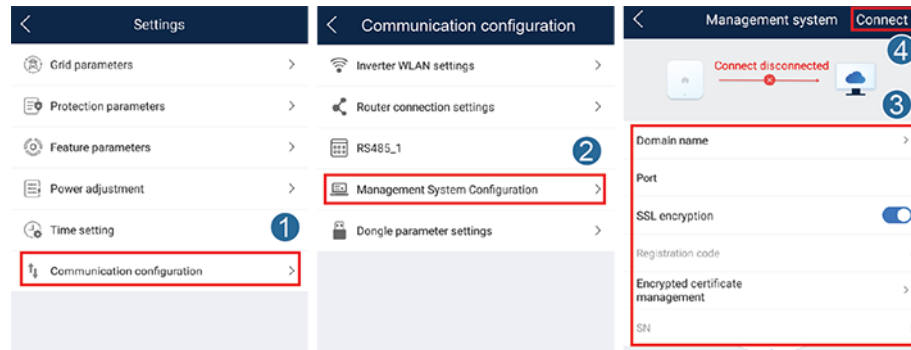 Settings
Grid parameters
Protection parameters
Feature parameters
Power adjustment
Time setting
1
Communication configuration
Communication configuration
Inverter WLAN settings
Router connection settings
RS485_1
2
Management System Configuration
Dongle parameter settings
Management system Connect
4
Connect disconnected
3
Domain name
Port
SSL encryption
Registration code
Encrypted certificate
management
SN